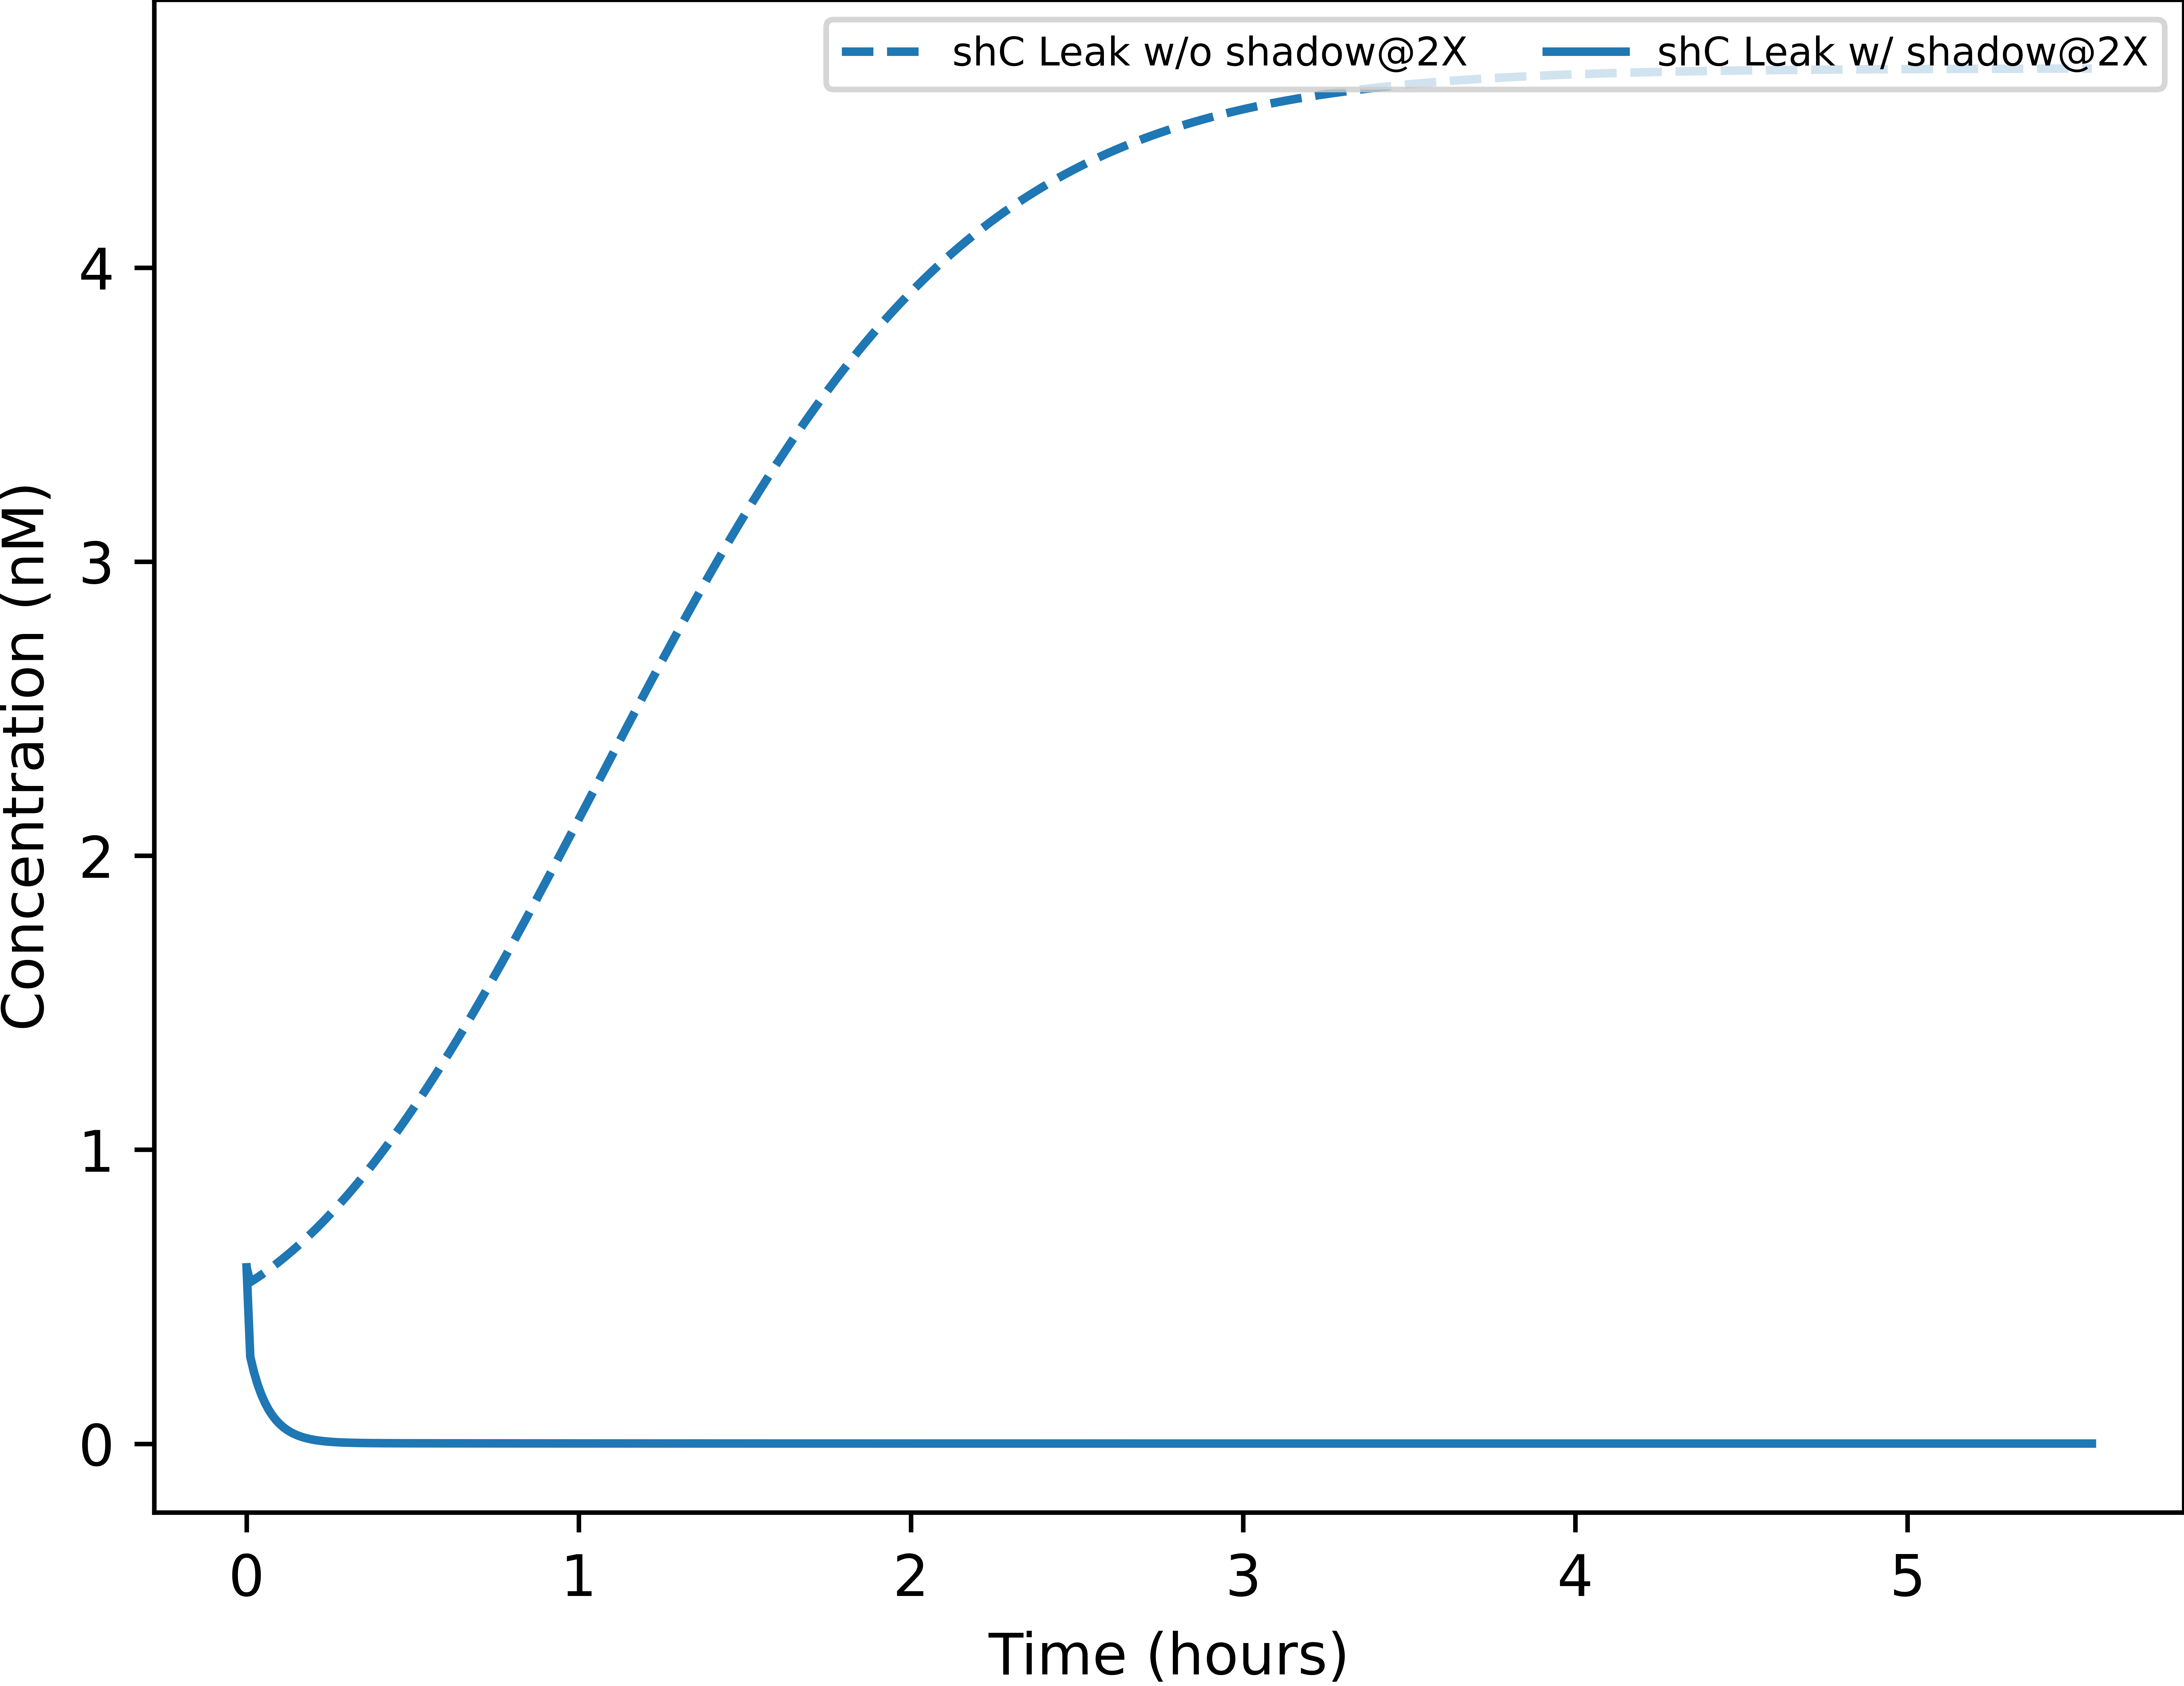 shC Leak w/o shadow@2X shC Leak w/ shadow@2X
4
3
2
1
0
Concentration (nM)
0 1 2 3 4 5
Time (hours)